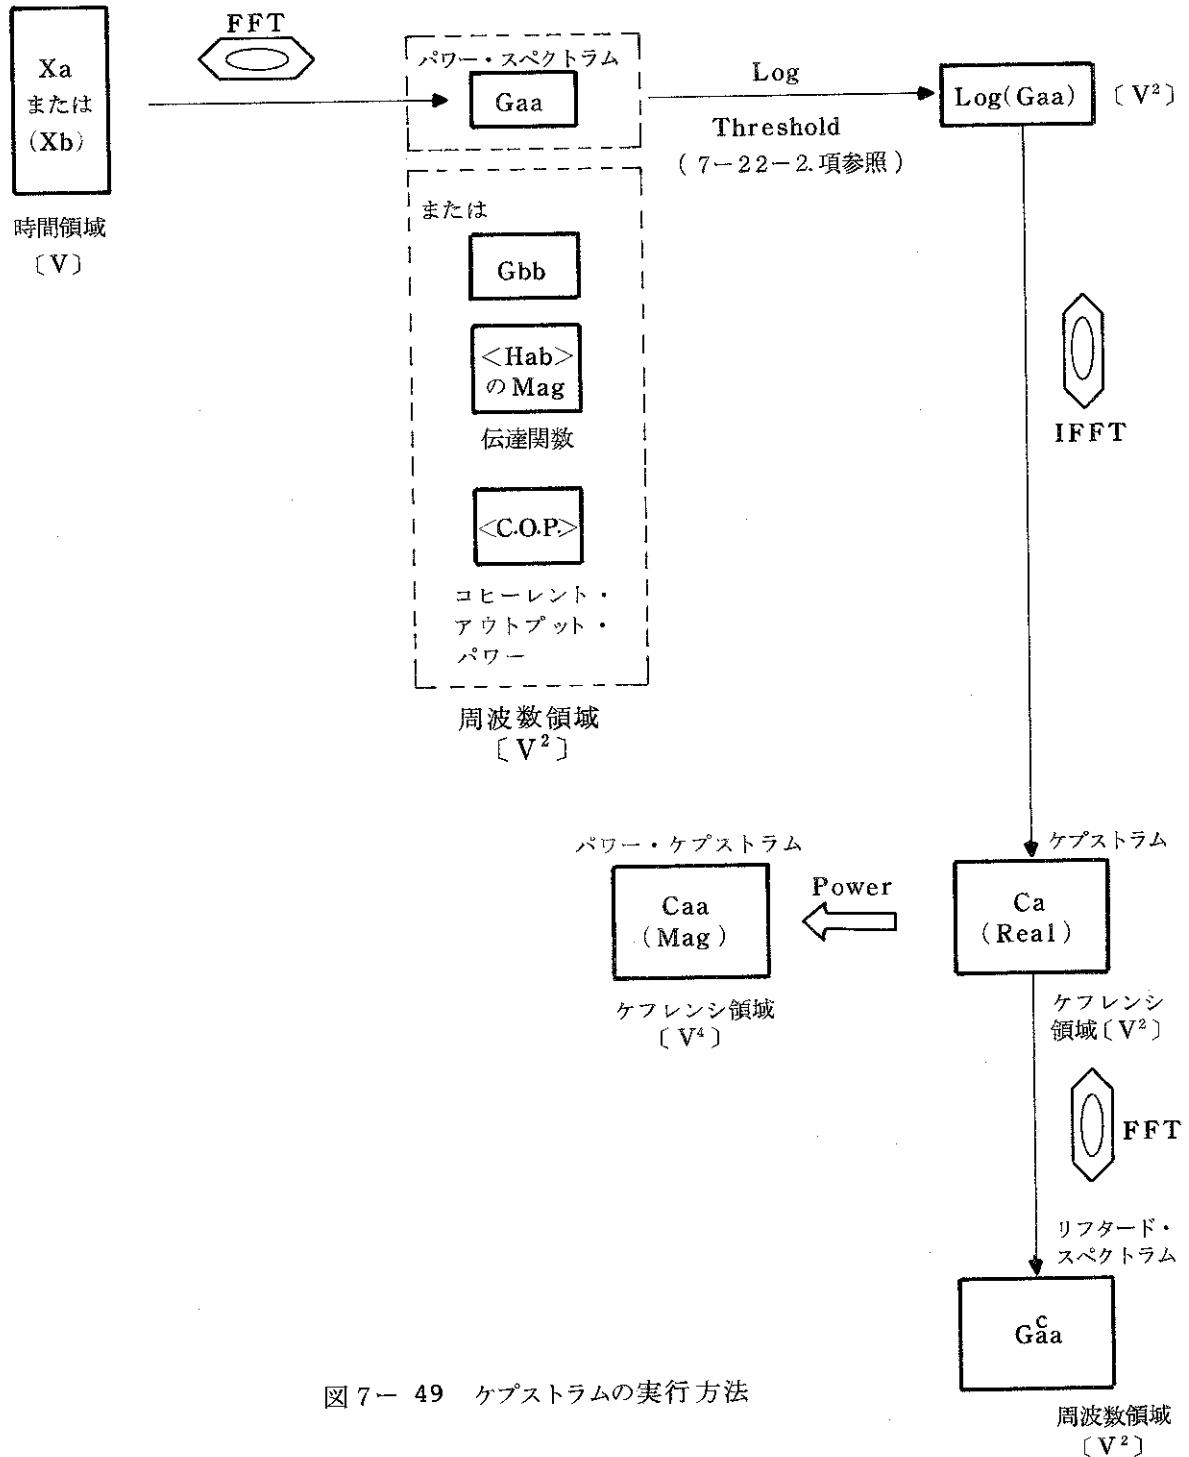 Xa
または
(Xb)
時間領域
〔V〕
FFT
パワー・スペクトラム
Gaa
または
Gbb
<Hab>
のMag
伝達関数
<C.O.P.>
コヒーレント・
アウトプット・
パワー
周波数領域
〔V²〕
Log
Threshold
(7-22-2.項参照)
Log(Gaa)
〔V²〕
IFFT
ケプストラム
Ca
(Real)
ケフレンシ
領域〔V²〕
Power
パワー・ケプストラム
Caa
(Mag)
ケフレンシ領域
〔V⁴〕
FFT
リフタード・
スペクトラム
c
Gaa
周波数領域
〔V²〕
図7- 49 ケプストラムの実行方法